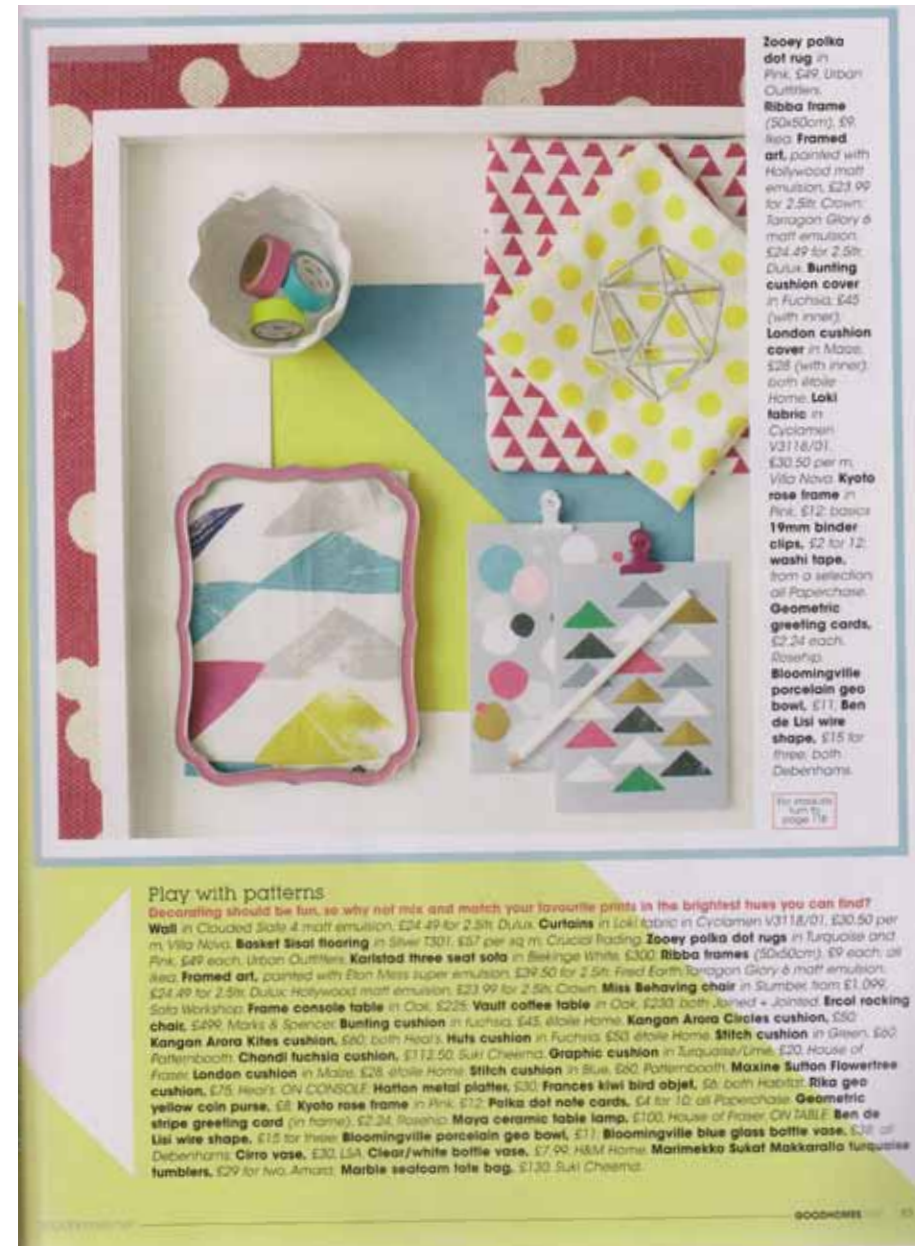 Zooey polka
dot rug in
Pink, £49, Urban
Outfitters.
Ribba frame
(50x50cm), £9,
Ikea. Framed
art, painted with
Hollywood matt
emulsion, £23.99
for 2.5ltr, Crown;
Tarragon Glory 6
matt emulsion,
£24.49 for 2.5ltr,
Dulux. Bunting
cushion cover
in Fuchsia, £45
(with inner);
London cushion
cover in Maize,
£28 (with inner);
both étoile
Home. Loki
fabric in
Cyclamen
V3118/01,
£30.50 per m,
Villa Nova. Kyoto
rose frame in
Pink, £12; basics
19mm binder
clips, £2 for 12;
washi tape,
from a selection;
all Paperchase.
Geometric
greeting cards,
£2.24 each,
Rosehip.
Bloomingville
porcelain geo
bowl, £11; Ben
de Lisi wire
shape, £15 for
three; both
Debenhams.
For stockists
turn to
page 118
Play with patterns
Decorating should be fun, so why not mix and match your favourite prints in the brightest hues you can find?
Wall in Clouded Slate 4 matt emulsion, £24.49 for 2.5ltr, Dulux. Curtains in Loki fabric in Cyclamen V3118/01, £30.50 per
m, Villa Nova. Basket Sisal flooring in Silver T301, £57 per sq m, Crucial Trading. Zooey polka dot rugs in Turquoise and
Pink, £49 each, Urban Outfitters. Karlstad three seat sofa in Blekinge White, £300; Ribba frames (50x50cm), £9 each; all
Ikea. Framed art, painted with Eton Mess super emulsion, £39.50 for 2.5ltr, Fired Earth; Tarragon Glory 6 matt emulsion,
£24.49 for 2.5ltr, Dulux; Hollywood matt emulsion, £23.99 for 2.5ltr, Crown. Miss Behaving chair in Slumber, from £1,099,
Sofa Workshop. Frame console table in Oak, £225; Vault coffee table in Oak, £230; both Joined + Jointed. Ercol rocking
chair, £499, Marks & Spencer. Bunting cushion in Fuchsia, £45, étoile Home. Kangan Arora Circles cushion, £50;
Kangan Arora Kites cushion, £60; both Heal's. Huts cushion in Fuchsia, £50, étoile Home. Stitch cushion in Green, £60,
Patternbooth. Chandi fuchsia cushion, £112.50, Suki Cheema. Graphic cushion in Turquoise/Lime, £20, House of
Fraser. London cushion in Maize, £28, étoile Home. Stitch cushion in Blue, £60, Patternbooth. Maxine Sutton Flowertree
cushion, £75, Heal's. ON CONSOLE Hatton metal platter, £30; Frances kiwi bird objet, £6; both Habitat. Rika geo
yellow coin purse, £8; Kyoto rose frame in Pink, £12; Polka dot note cards, £4 for 10; all Paperchase. Geometric
stripe greeting card (in frame), £2.24, Rosehip. Maya ceramic table lamp, £100, House of Fraser. ON TABLE Ben de
Lisi wire shape, £15 for three; Bloomingville porcelain geo bowl, £11; Bloomingville blue glass bottle vase, £38; all
Debenhams. Cirro vase, £30, LSA. Clear/white bottle vase, £7.99, H&M Home. Marimekko Sukat Makkaralla turquoise
tumblers, £29 for two, Amara. Marble seafoam tote bag, £130, Suki Cheema.
GOODHOMES